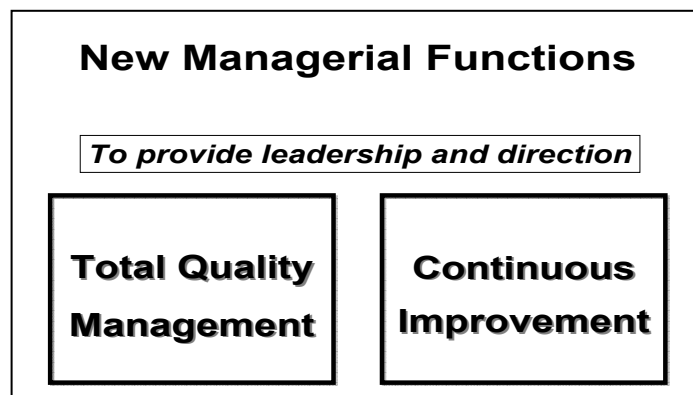 New Managerial Functions
To provide leadership and direction
Total Quality
Management
Continuous
Improvement